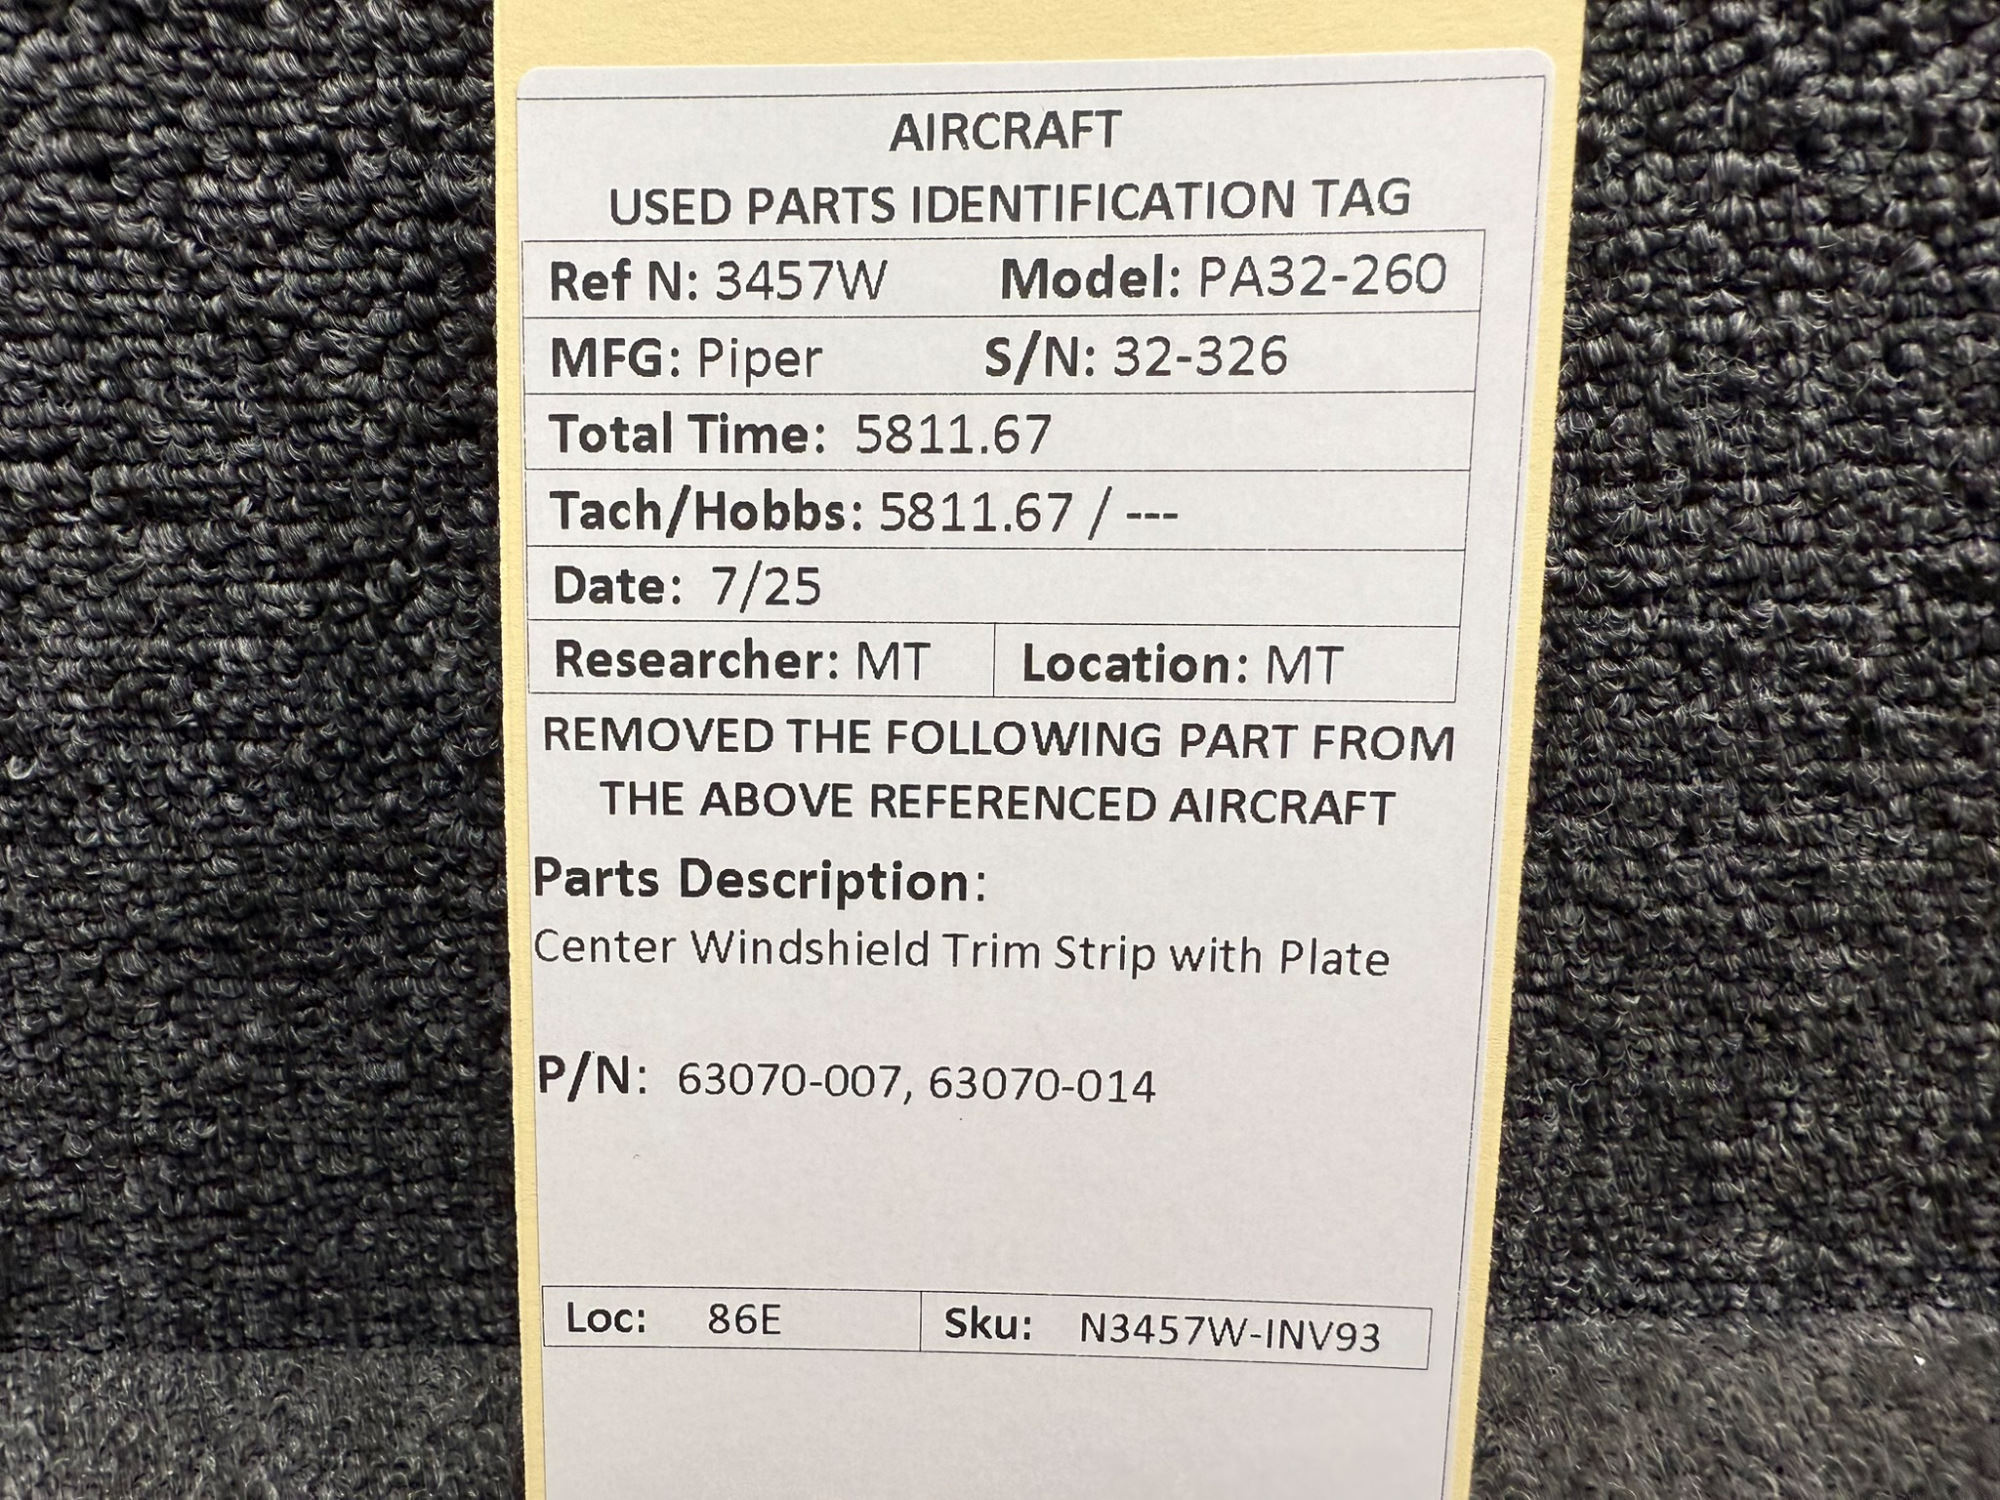 AIRCRAFT
USED PARTS IDENTIFICATION TAG
Ref N: 3457W Model: PA32-260
MFG: Piper S/N: 32-326
Total Time: 5811.67
Tach/Hobbs: 5811.67 / ---
Date: 7/25
Researcher: MT Location: MT
REMOVED THE FOLLOWING PART FROM
THE ABOVE REFERENCED AIRCRAFT
Parts Description:
Center Windshield Trim Strip with Plate
P/N: 63070-007, 63070-014
Loc: 86E Sku: N3457W-INV93